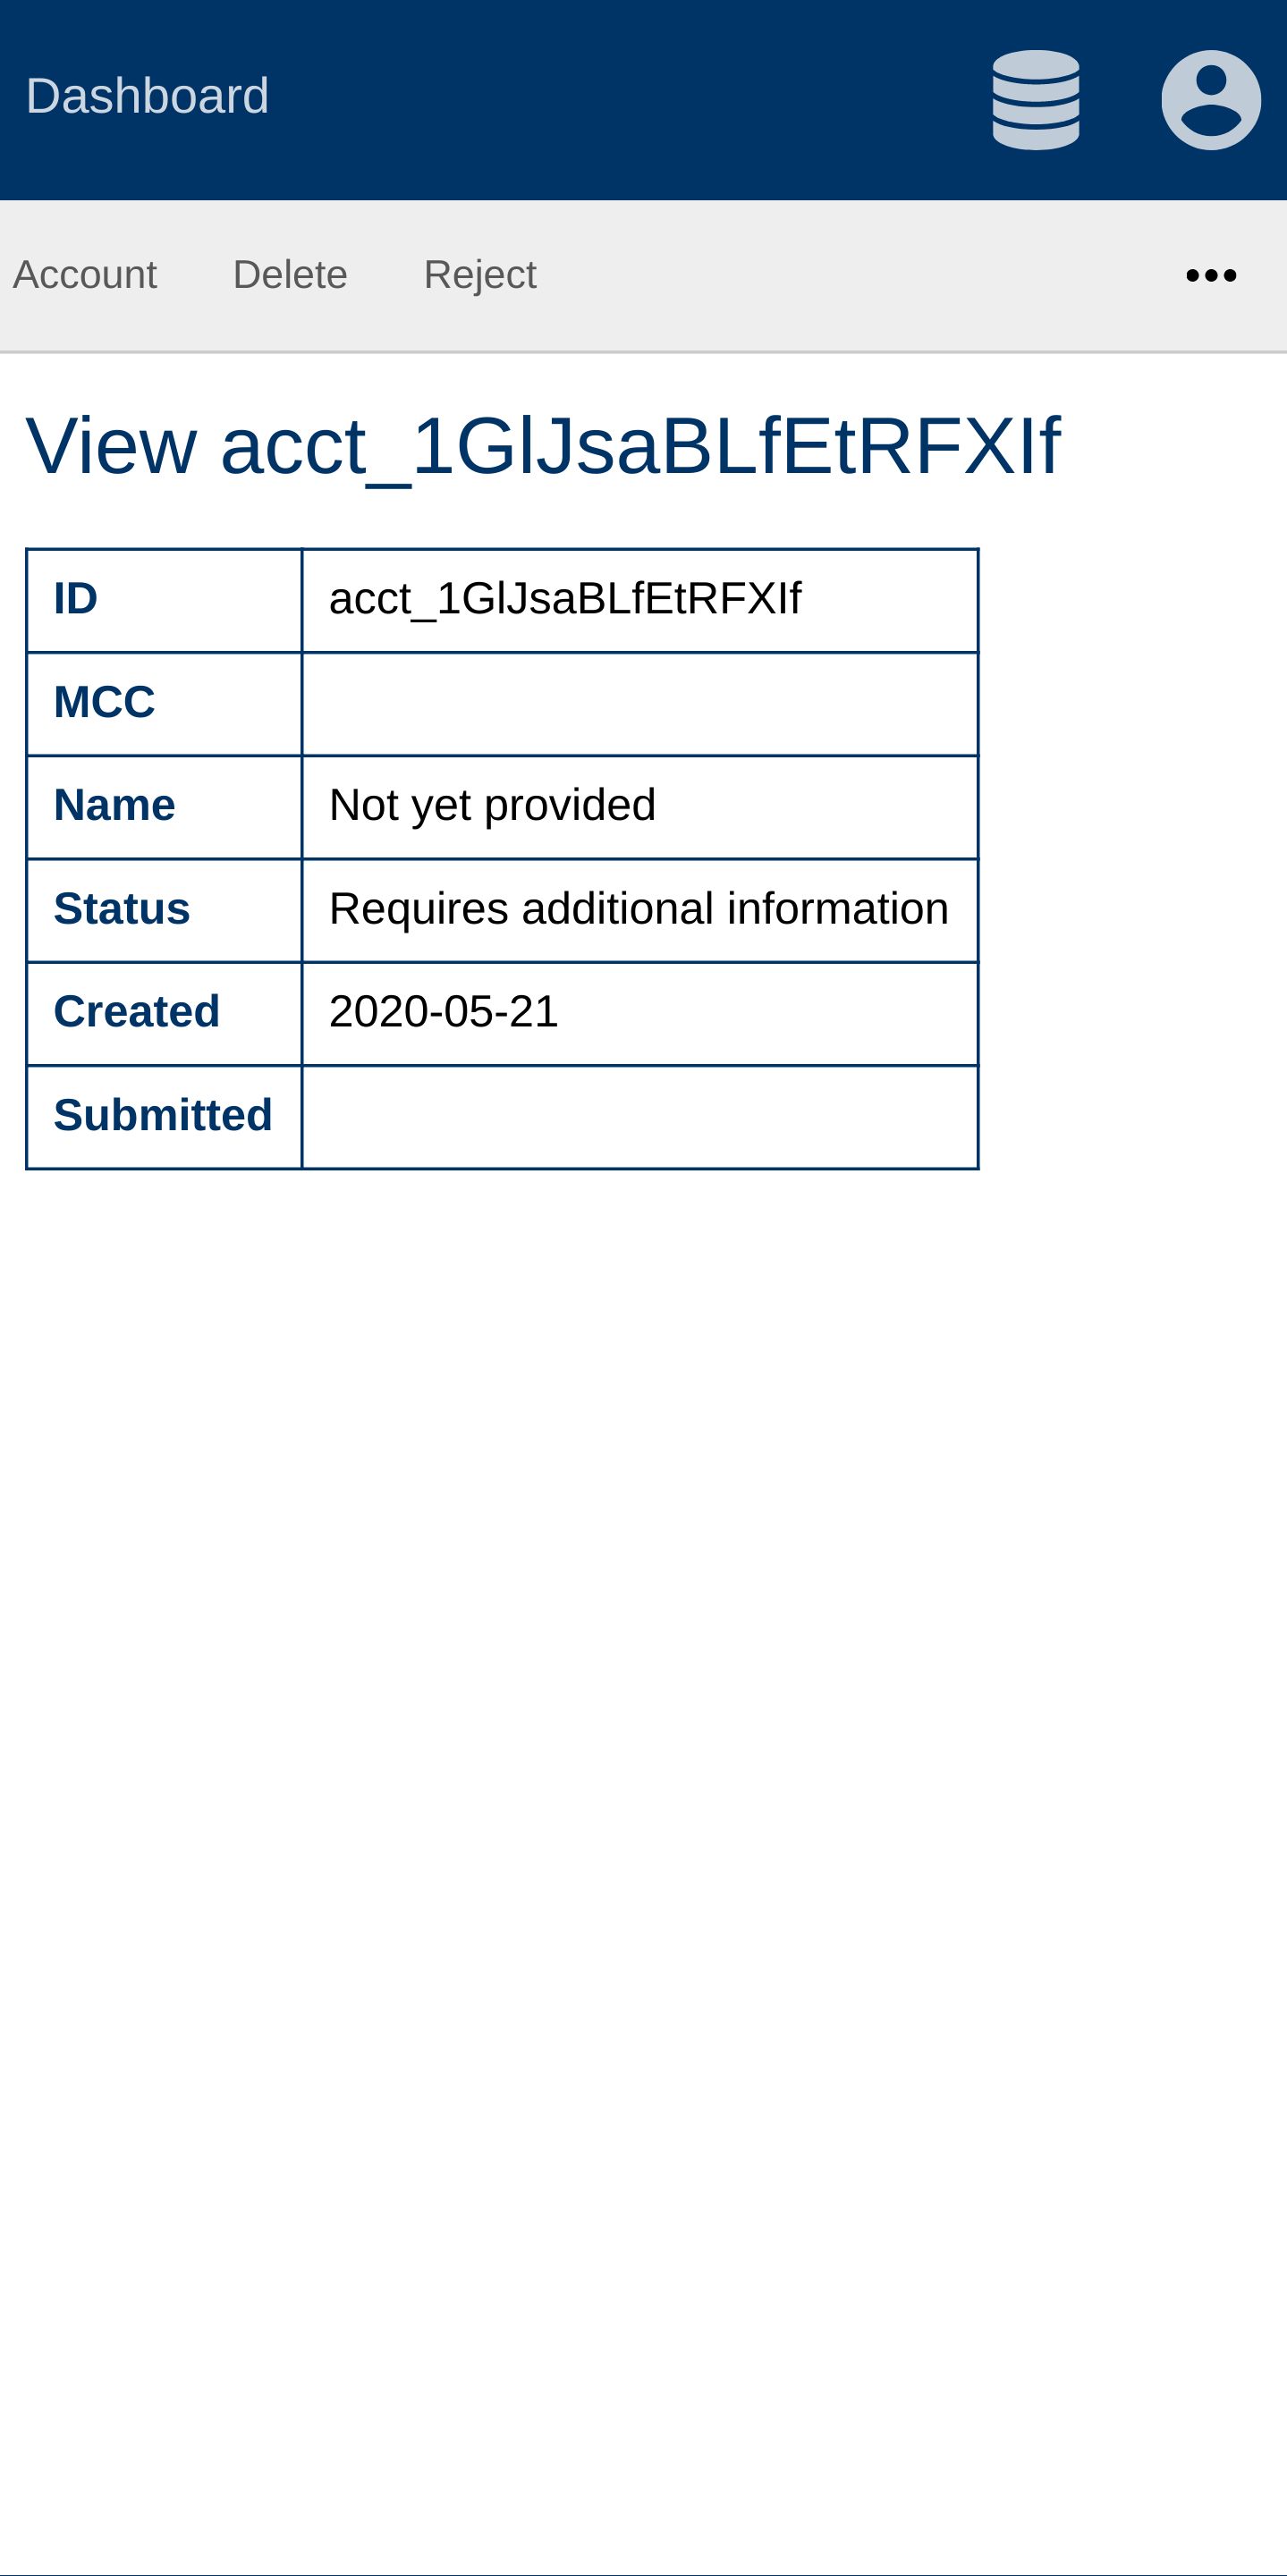 Dashboard
Account Delete Reject
View acct_1GlJsaBLfEtRFXIf
ID acct_1GlJsaBLfEtRFXIf
MCC
Name Not yet provided
Status Requires additional information
Created 2020-05-21
Submitted